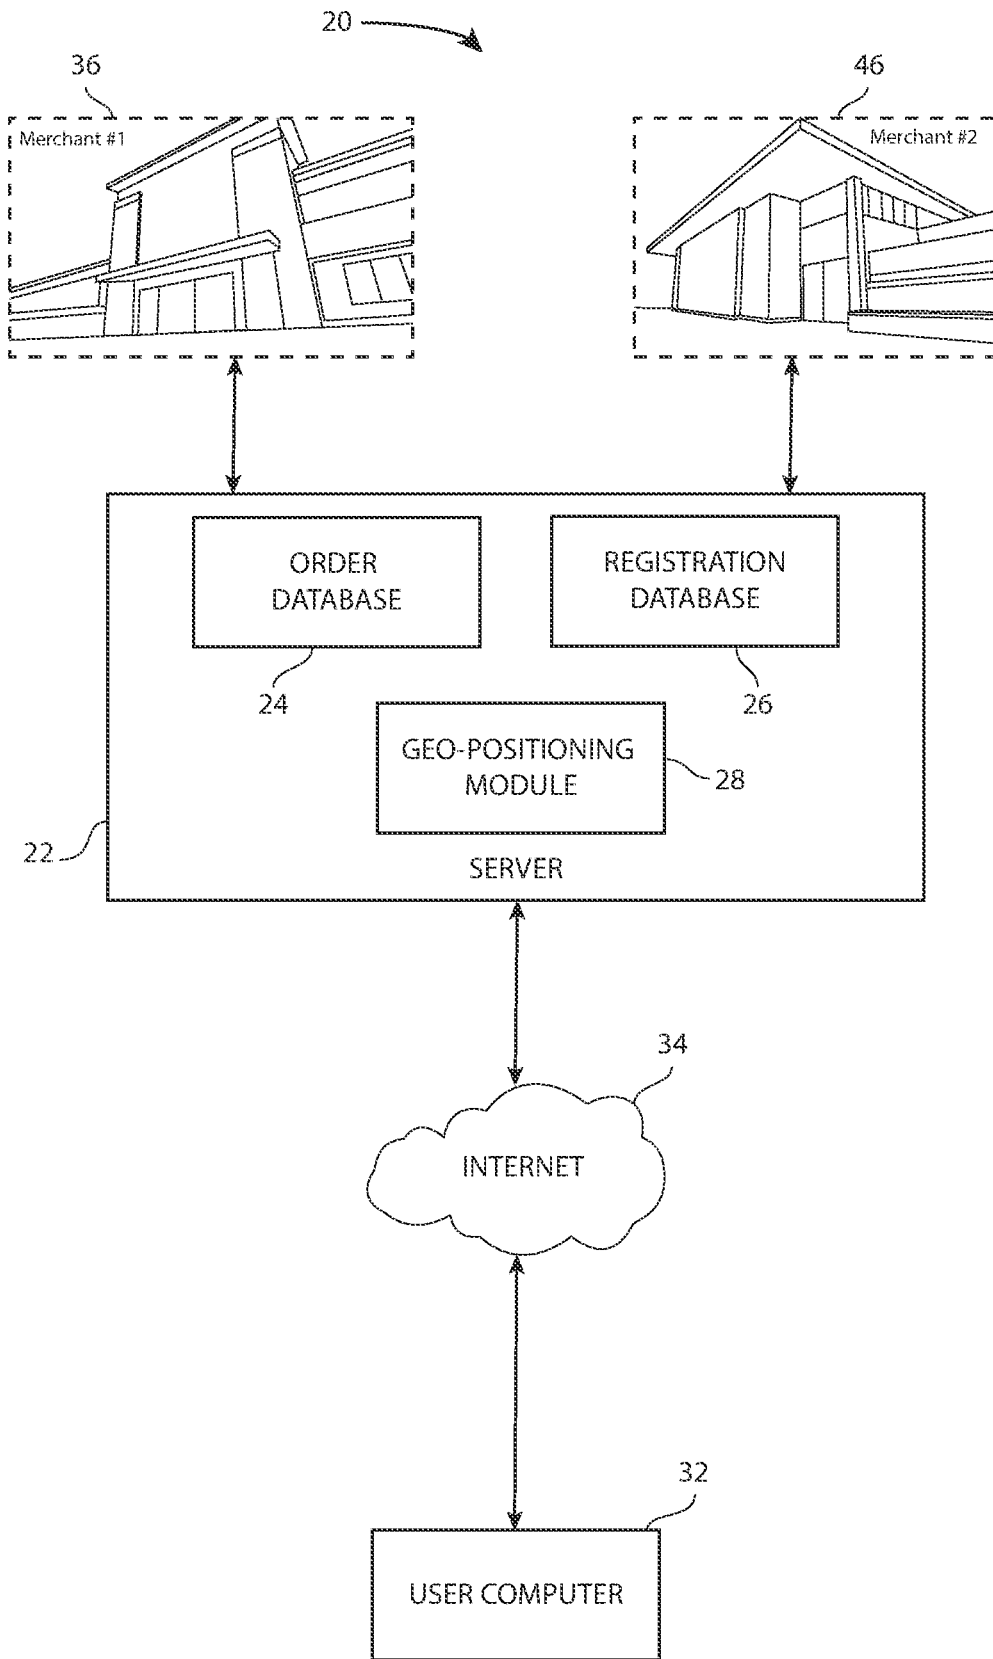 20
36
46
Merchant #1
Merchant #2
ORDER
DATABASE
REGISTRATION
DATABASE
24
26
GEO-POSITIONING
MODULE
28
22
SERVER
34
INTERNET
32
USER COMPUTER